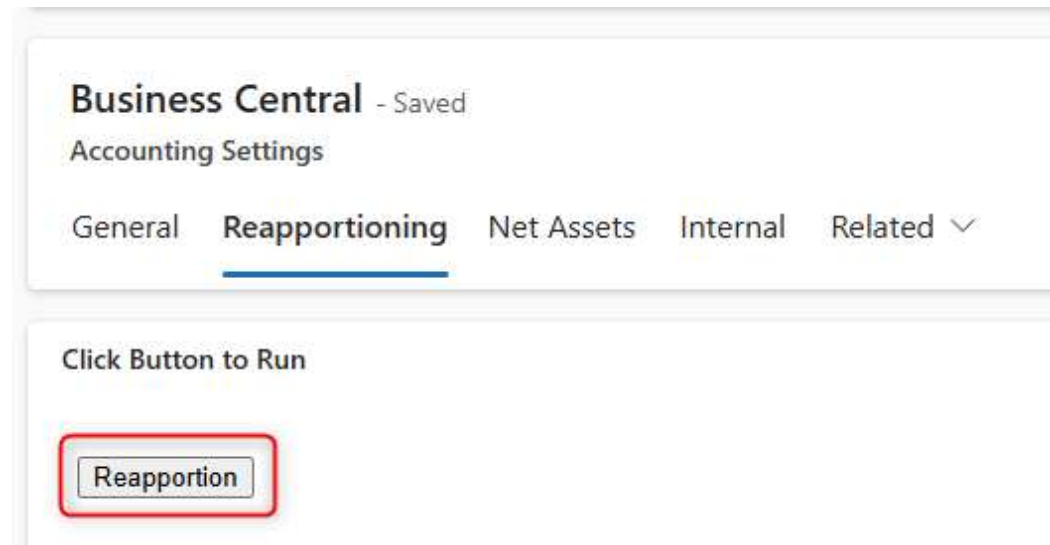 Business Central - Saved
Accounting Settings
General Reapportioning Net Assets Internal Related
Click Button to Run
Reapportion